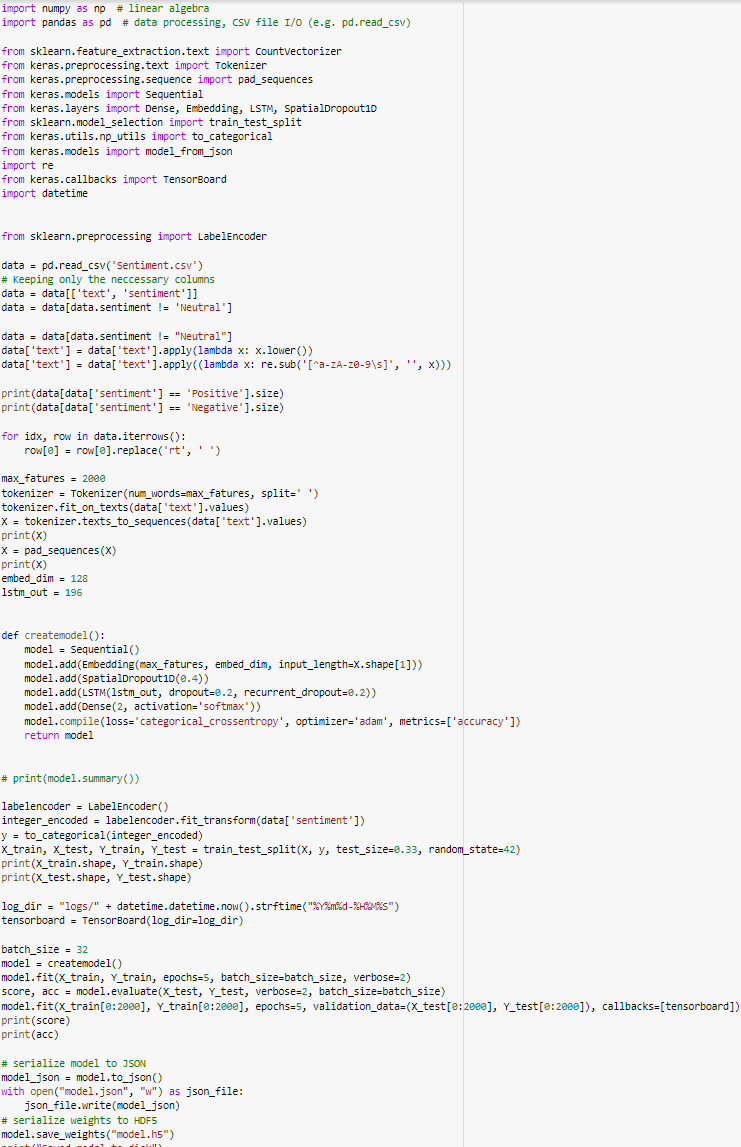 import numpy as np  # linear algebra
import pandas as pd  # data processing, CSV file I/O (e.g. pd.read_csv)
from sklearn.feature_extraction.text import CountVectorizer
from keras.preprocessing.text import Tokenizer
from keras.preprocessing.sequence import pad_sequences
from keras.models import Sequential
from keras.layers import Dense, Embedding, LSTM, SpatialDropout1D
from sklearn.model_selection import train_test_split
from keras.utils.np_utils import to_categorical
from keras.models import model_from_json
import re
from keras.callbacks import TensorBoard
import datetime
from sklearn.preprocessing import LabelEncoder
data = pd.read_csv('Sentiment.csv')
# Keeping only the neccessary columns
data = data[['text', 'sentiment']]
data = data[data.sentiment != 'Neutral']
data = data[data.sentiment != "Neutral"]
data['text'] = data['text'].apply(lambda x: x.lower())
data['text'] = data['text'].apply((lambda x: re.sub('[^a-zA-z0-9\s]', '', x)))
print(data[data['sentiment'] == 'Positive'].size)
print(data[data['sentiment'] == 'Negative'].size)
for idx, row in data.iterrows():
    row[0] = row[0].replace('rt', ' ')
max_fatures = 2000
tokenizer = Tokenizer(num_words=max_fatures, split=' ')
tokenizer.fit_on_texts(data['text'].values)
X = tokenizer.texts_to_sequences(data['text'].values)
print(X)
X = pad_sequences(X)
print(X)
embed_dim = 128
lstm_out = 196
def createmodel():
    model = Sequential()
    model.add(Embedding(max_fatures, embed_dim, input_length=X.shape[1]))
    model.add(SpatialDropout1D(0.4))
    model.add(LSTM(lstm_out, dropout=0.2, recurrent_dropout=0.2))
    model.add(Dense(2, activation='softmax'))
    model.compile(loss='categorical_crossentropy', optimizer='adam', metrics=['accuracy'])
    return model
# print(model.summary())
labelencoder = LabelEncoder()
integer_encoded = labelencoder.fit_transform(data['sentiment'])
y = to_categorical(integer_encoded)
X_train, X_test, Y_train, Y_test = train_test_split(X, y, test_size=0.33, random_state=42)
print(X_train.shape, Y_train.shape)
print(X_test.shape, Y_test.shape)
log_dir = "logs/" + datetime.datetime.now().strftime("%Y%m%d-%H%M%S")
tensorboard = TensorBoard(log_dir=log_dir)
batch_size = 32
model = createmodel()
model.fit(X_train, Y_train, epochs=5, batch_size=batch_size, verbose=2)
score, acc = model.evaluate(X_test, Y_test, verbose=2, batch_size=batch_size)
model.fit(X_train[0:2000], Y_train[0:2000], epochs=5, validation_data=(X_test[0:2000], Y_test[0:2000]), callbacks=[tensorboard])
print(score)
print(acc)
# serialize model to JSON
model_json = model.to_json()
with open("model.json", "w") as json_file:
    json_file.write(model_json)
# serialize weights to HDF5
model.save_weights("model.h5")